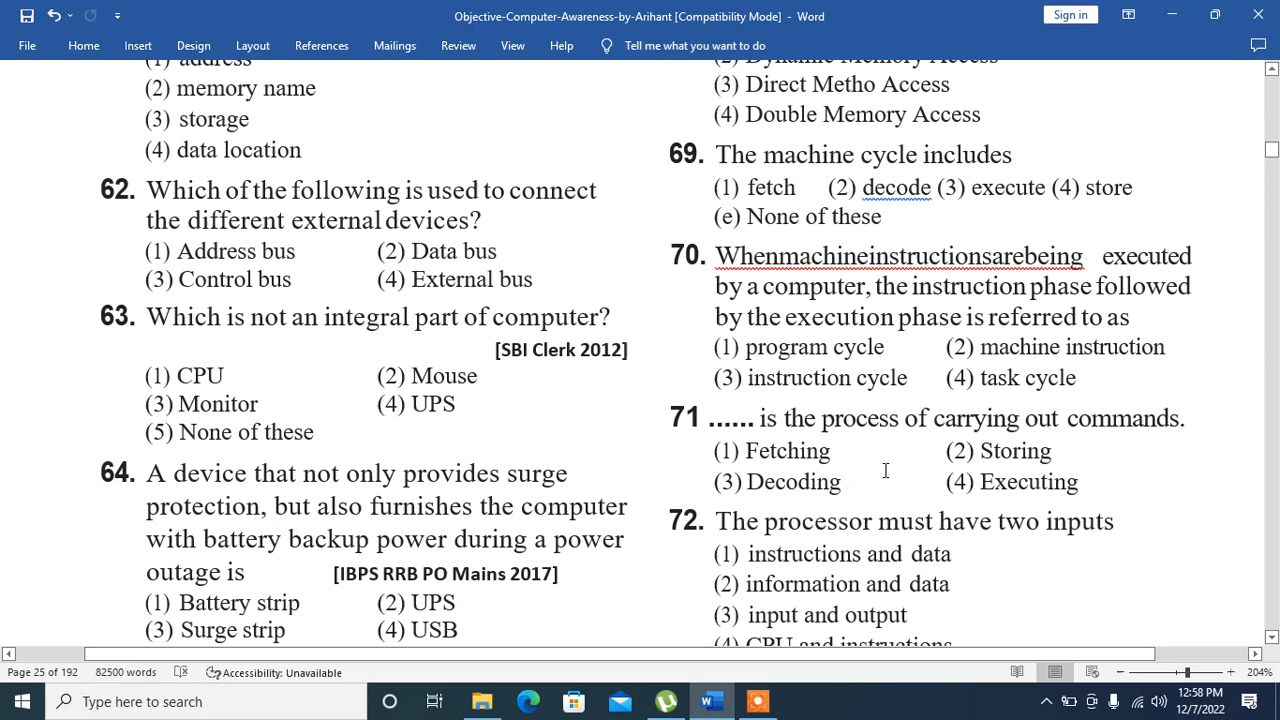 Objective-Computer-Awareness-by-Arihant [Compatibility Mode] - Word
Sign in
File Home Insert Design Layout References Mailings Review View Help Tell me what you want to do
(1) address
(2) memory name
(3) storage
(4) data location
62. Which of the following is used to connect
the different external devices?
(1) Address bus (2) Data bus
(3) Control bus (4) External bus
63. Which is not an integral part of computer?
[SBI Clerk 2012]
(1) CPU (2) Mouse
(3) Monitor (4) UPS
(5) None of these
64. A device that not only provides surge
protection, but also furnishes the computer
with battery backup power during a power
outage is [IBPS RRB PO Mains 2017]
(1) Battery strip (2) UPS
(3) Surge strip (4) USB
(2) Dynamic Memory Access
(3) Direct Metho Access
(4) Double Memory Access
69. The machine cycle includes
(1) fetch (2) decode (3) execute (4) store
(e) None of these
70. Whenmachineinstructionsarebeing executed
by a computer, the instruction phase followed
by the execution phase is referred to as
(1) program cycle (2) machine instruction
(3) instruction cycle (4) task cycle
71 ...... is the process of carrying out commands.
(1) Fetching (2) Storing
(3) Decoding (4) Executing
72. The processor must have two inputs
(1) instructions and data
(2) information and data
(3) input and output
(4) CPU and instructions
Page 25 of 192 82500 words Accessibility: Unavailable 204%
Type here to search
12:58 PM
12/7/2022